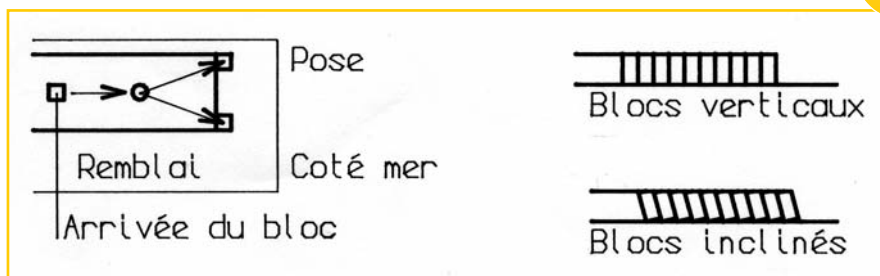 Pose
Remblai
Coté mer
Arrivée du bloc
Blocs verticaux
Blocs inclinés